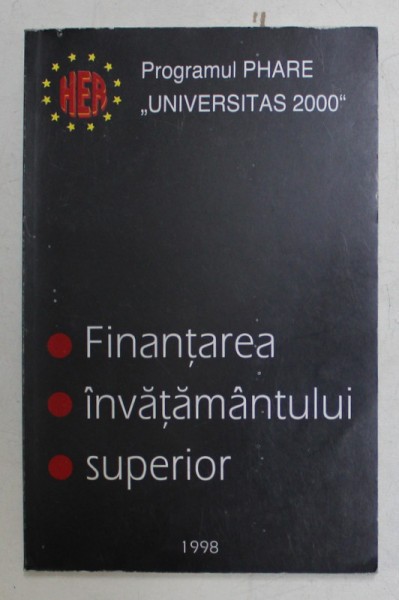 HER
Programul PHARE
„UNIVERSITAS 2000“
Finanțarea
învățământului
superior
1998